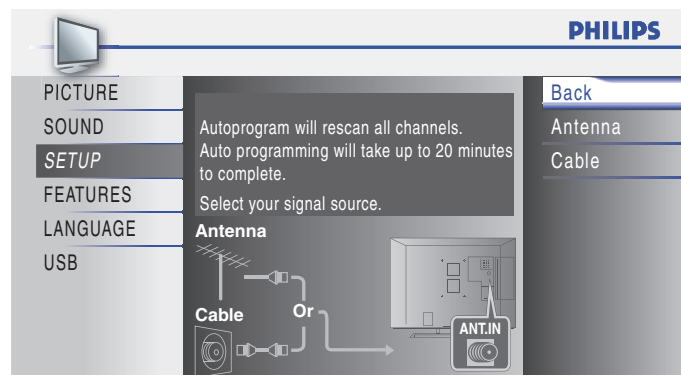 PHILIPS
PICTURE
SOUND
SETUP
FEATURES
LANGUAGE
USB
Autoprogram will rescan all channels.
Auto programming will take up to 20 minutes
to complete.
Select your signal source.
Antenna
Cable
Or
ANT.IN
Back
Antenna
Cable